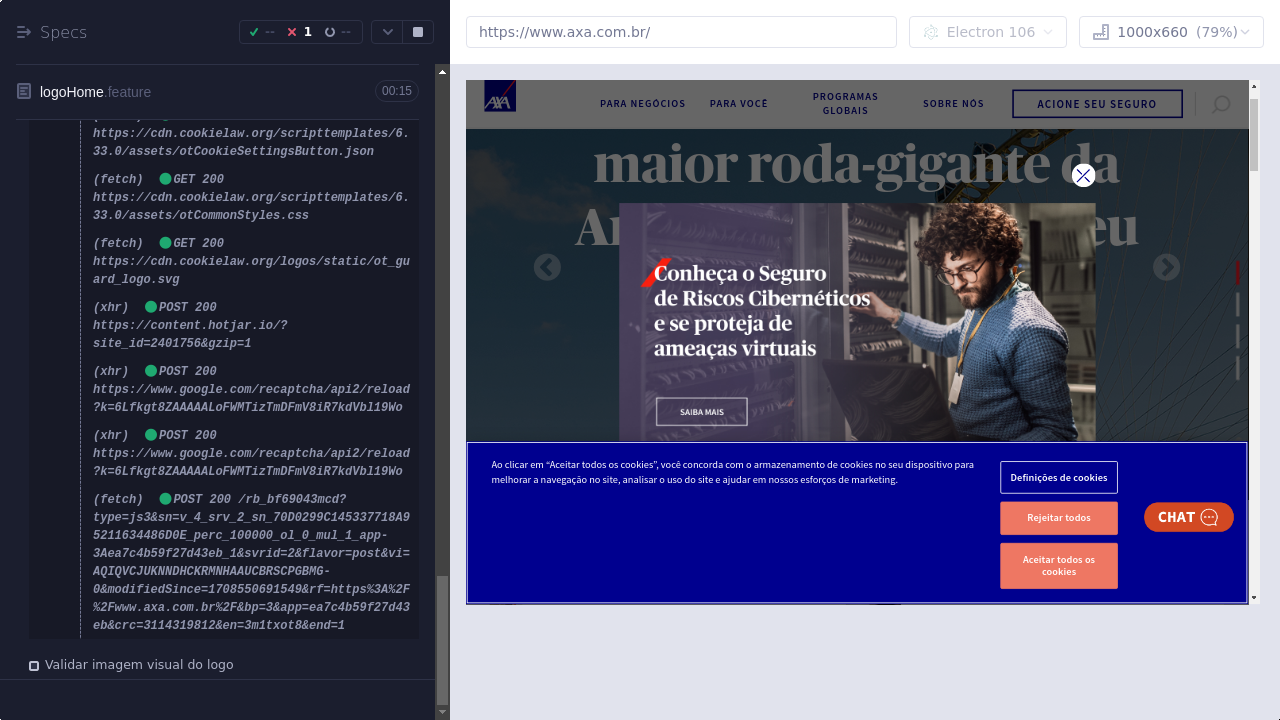 Specs
-- 1 --
https://www.axa.com.br/
Electron 106
1000x660 (79%)
logoHome.feature
00:15
https://cdn.cookielaw.org/scripttemplates/6.
33.0/assets/otCookieSettingsButton.json
(fetch) GET 200
https://cdn.cookielaw.org/scripttemplates/6.
33.0/assets/otCommonStyles.css
(fetch) GET 200
https://cdn.cookielaw.org/logos/static/ot_gu
ard_logo.svg
(xhr) POST 200
https://content.hotjar.io/?
site_id=2401756&gzip=1
(xhr) POST 200
https://www.google.com/recaptcha/api2/reload
?k=6Lfkgt8ZAAAAALoFWMTizTmDFmV8iR7kdVbl19Wo
(xhr) POST 200
https://www.google.com/recaptcha/api2/reload
?k=6Lfkgt8ZAAAAALoFWMTizTmDFmV8iR7kdVbl19Wo
(fetch) POST 200 /rb_bf69043mcd?
type=js3&sn=v_4_srv_2_sn_70D0299C145337718A9
5211634486D0E_perc_100000_ol_0_mul_1_app-
3Aea7c4b59f27d43eb_1&svrid=2&flavor=post&vi=
AQIQVCJUKNNDHCKRMNHAAUCBRSCPGBMG-
0&modifiedSince=1708550691549&rf=https%3A%2F
%2Fwww.axa.com.br%2F&bp=3&app=ea7c4b59f27d43
eb&crc=3114319812&en=3m1txot8&end=1
Validar imagem visual do logo
AXA
PARA NEGÓCIOS
PARA VOCÊ
PROGRAMAS
GLOBAIS
SOBRE NÓS
ACIONE SEU SEGURO
maior roda-gigante da
Conheça o Seguro
de Riscos Cibernéticos
e se proteja de
ameaças virtuais
SAIBA MAIS
Ao clicar em “Aceitar todos os cookies”, você concorda com o armazenamento de cookies no seu dispositivo para
melhorar a navegação no site, analisar o uso do site e ajudar em nossos esforços de marketing.
Definições de cookies
Rejeitar todos
Aceitar todos os
cookies
CHAT